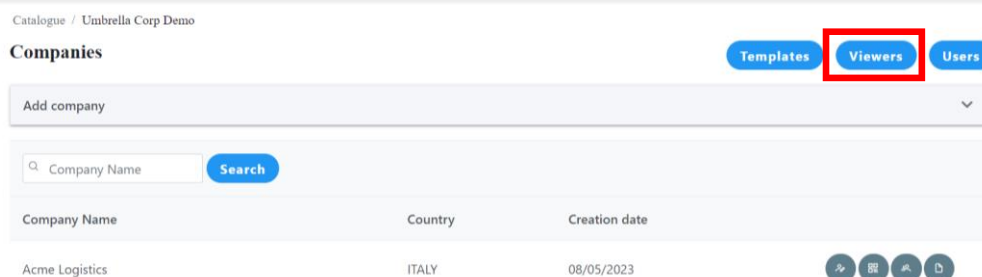 Catalogue / Umbrella Corp Demo
Companies
Templates Viewers Users
Add company
Company Name Search
Company Name Country Creation date
Acme Logistics ITALY 08/05/2023